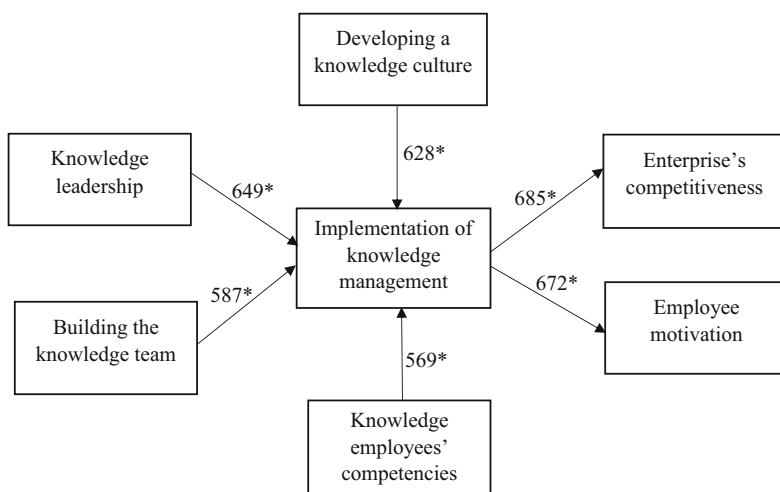 Developing a
knowledge culture
628*
Knowledge
leadership
649*
Enterprise’s
competitiveness
685*
Implementation of
knowledge
management
587*
Building the
knowledge team
672*
Employee
motivation
569*
Knowledge
employees’
competencies